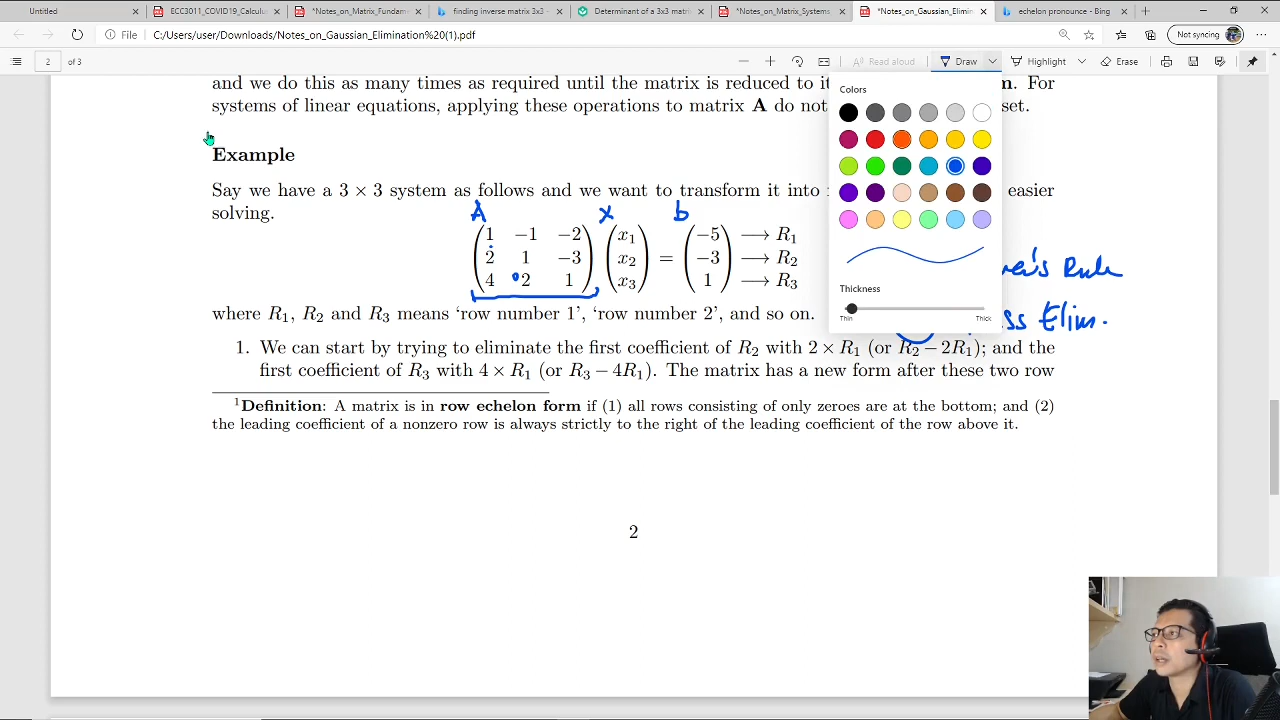 Untitled
ECC3011_COVID19_Calculu
*Notes_on_Matrix_Fundam
finding inverse matrix 3x3 -
Determinant of a 3x3 matri
*Notes_on_Matrix_Systems
*Notes_on_Gaussian_Elimin
echelon pronounce - Bing
File C:/Users/user/Downloads/Notes_on_Gaussian_Elimination%20(1).pdf Not syncing
2 of 3 Read aloud Draw Highlight Erase
and we do this as many times as required until the matrix is reduced to it m. For
systems of linear equations, applying these operations to matrix A do not set.
Colors
Example
Say we have a 3 × 3 system as follows and we want to transform it into easier
solving.
A x b
1 −1 −2 x₁ −5 ⟶ R₁
2 1 −3 x₂ = −3 ⟶ R₂
4 2 1 x₃ 1 ⟶ R₃
er's Rule
Thickness
Thin Thick
where R₁, R₂ and R₃ means ‘row number 1’, ‘row number 2’, and so on.
ss Elim.
1. We can start by trying to eliminate the first coefficient of R₂ with 2 × R₁ (or R₂ − 2R₁); and the
first coefficient of R₃ with 4 × R₁ (or R₃ − 4R₁). The matrix has a new form after these two row
¹Definition: A matrix is in row echelon form if (1) all rows consisting of only zeroes are at the bottom; and (2)
the leading coefficient of a nonzero row is always strictly to the right of the leading coefficient of the row above it.
2